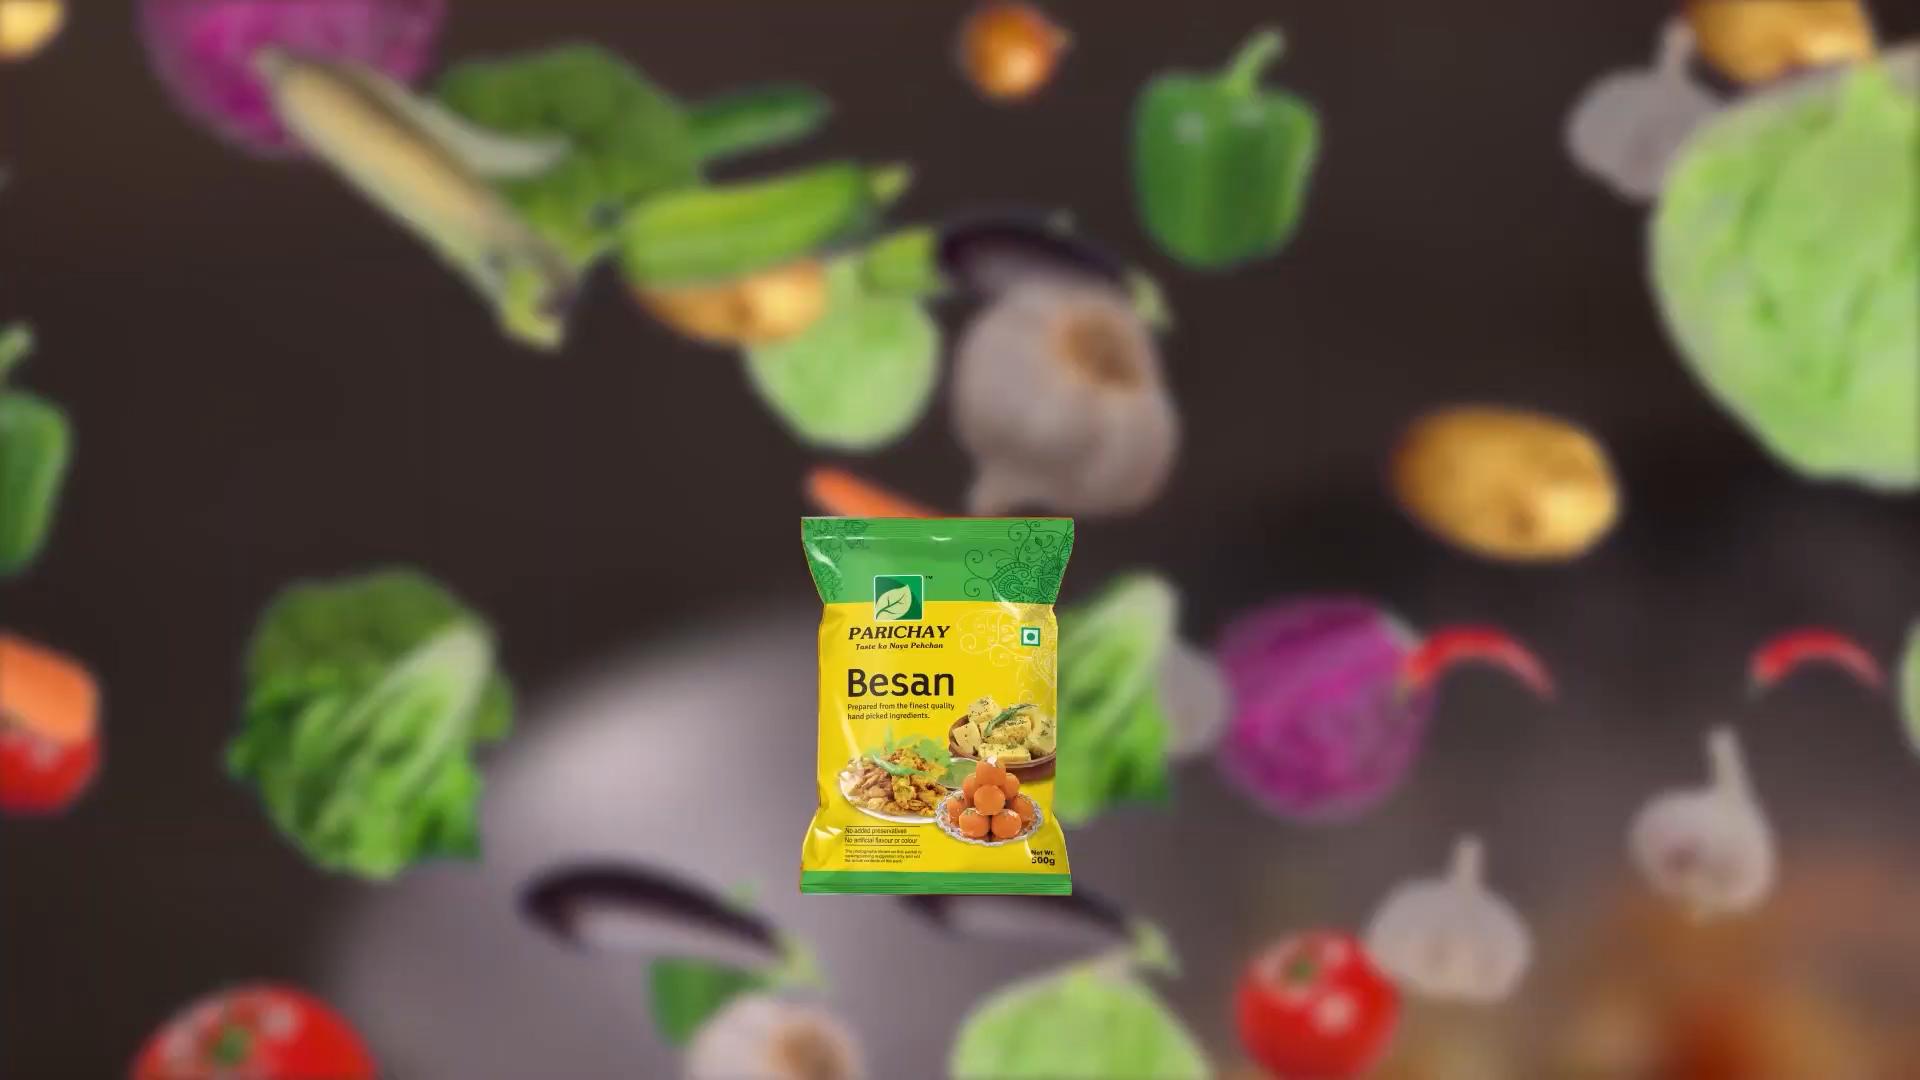 TM
PARICHAY
Taste ka Naya Pehchan
Besan
Prepared from the finest quality
hand picked ingredients.
No added preservatives
No artificial flavour or colour
Net Wt.
500g